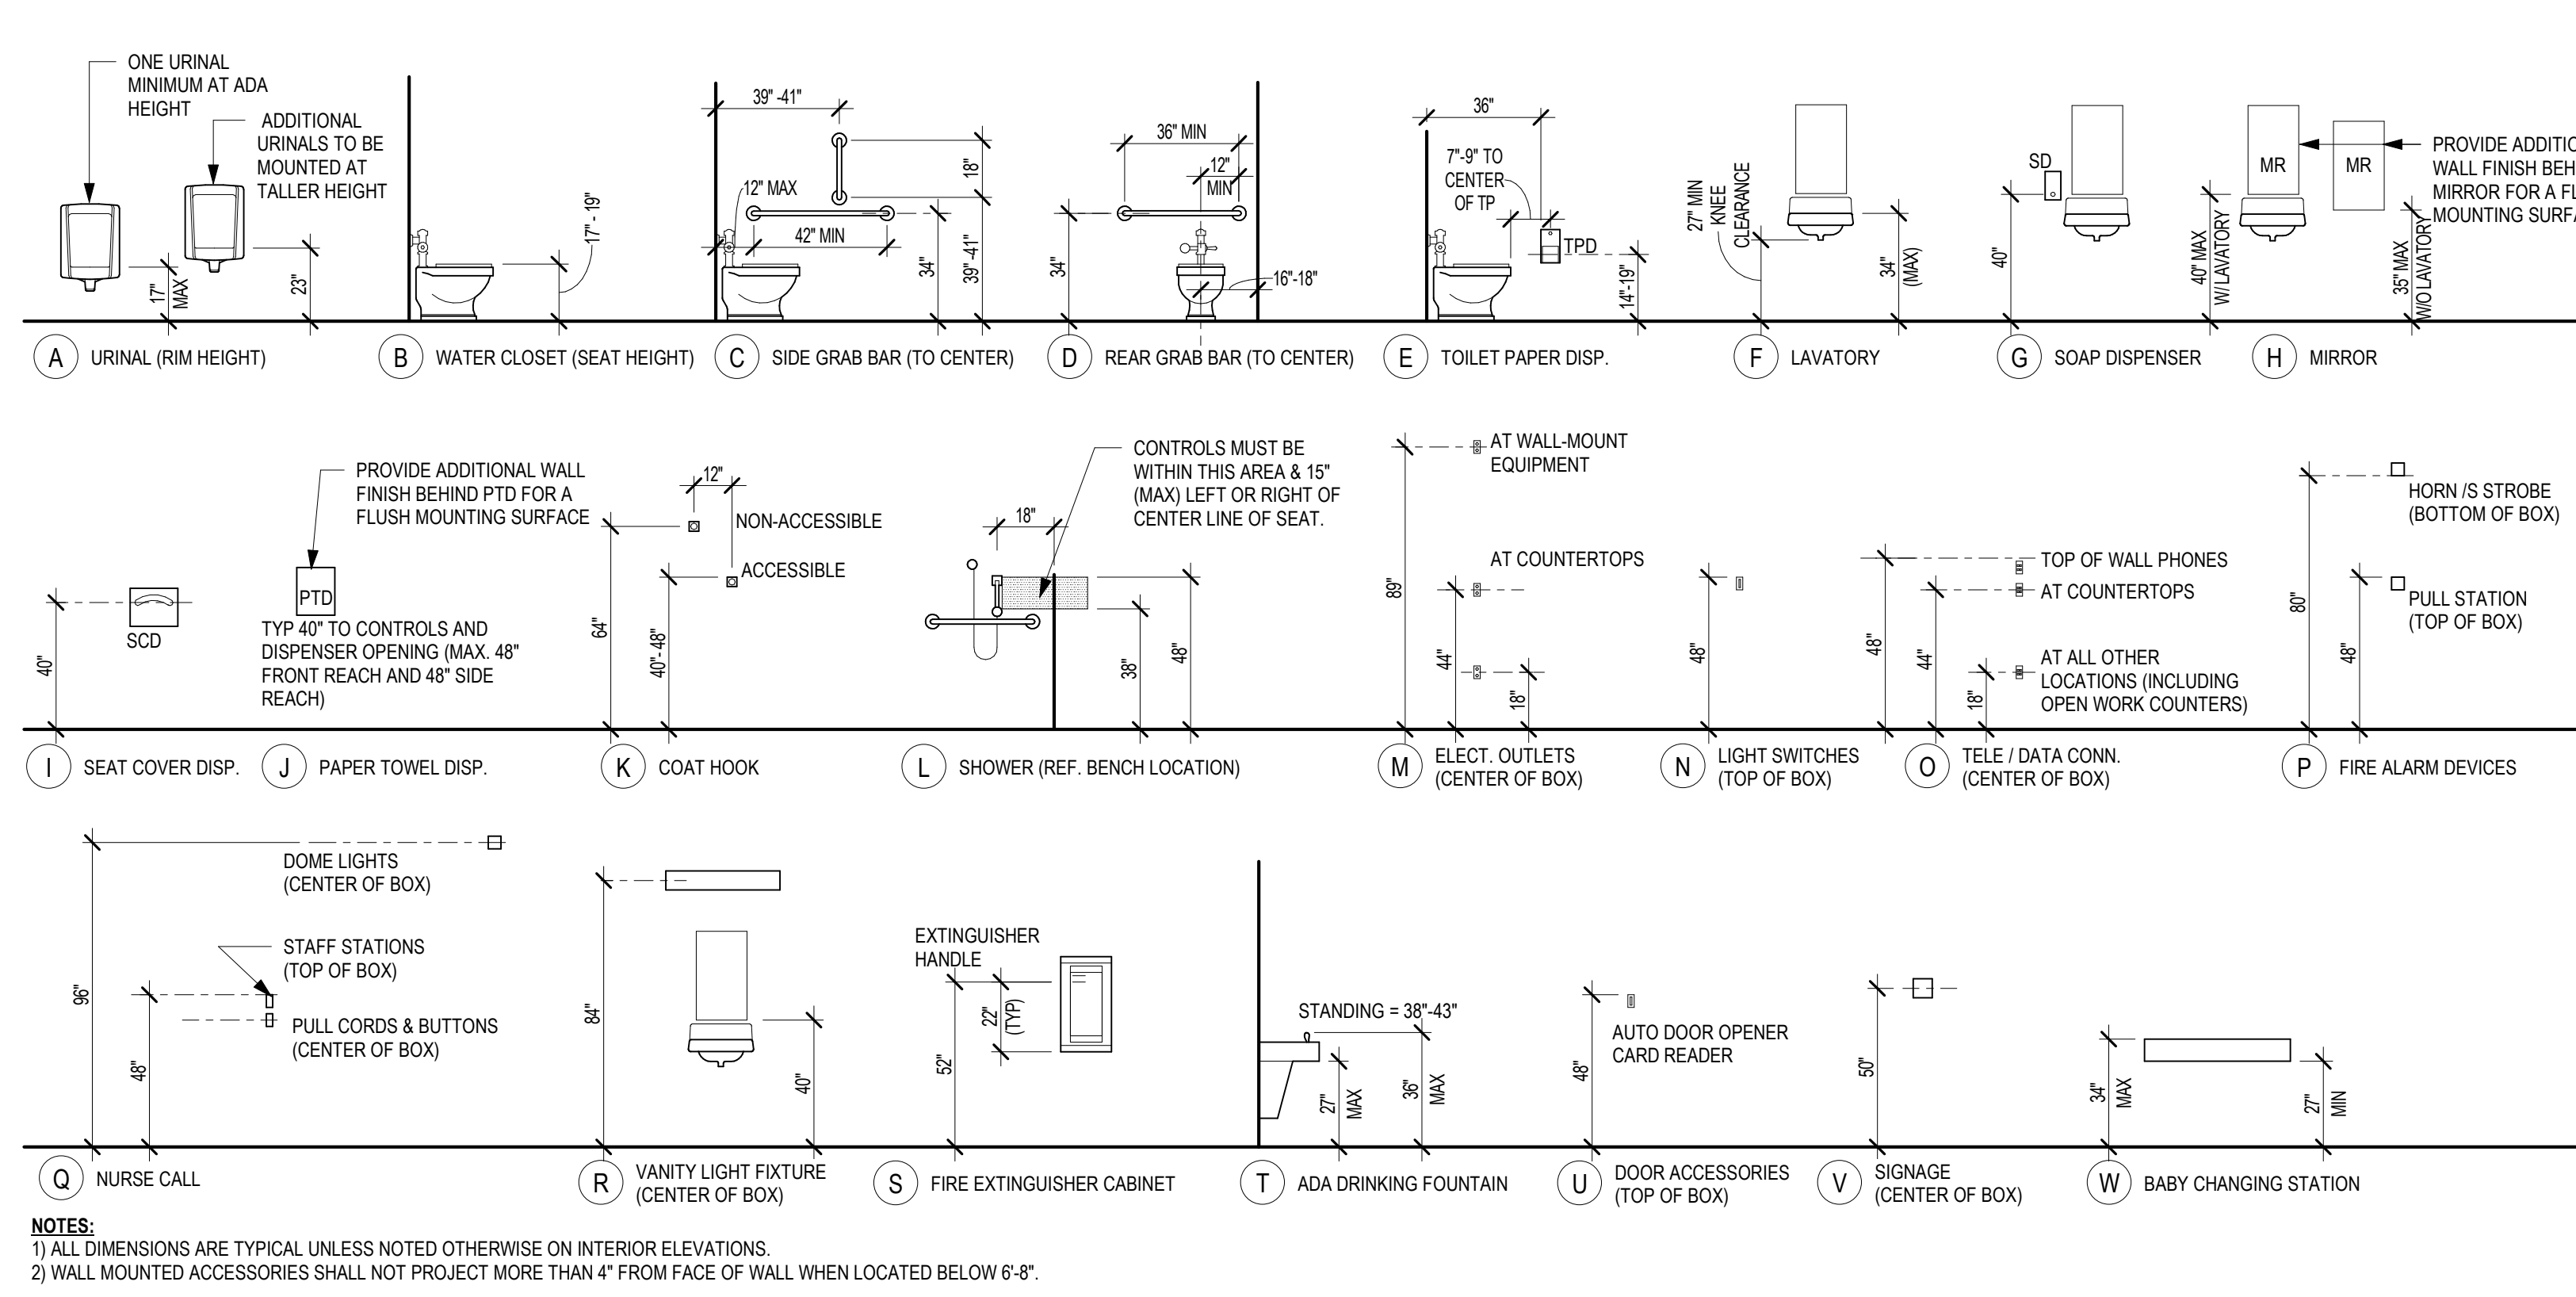 ONE URINAL
MINIMUM AT ADA
HEIGHT
ADDITIONAL
URINALS TO BE
MOUNTED AT
TALLER HEIGHT
17"
MAX
23"
A
URINAL (RIM HEIGHT)
17" - 19"
B
WATER CLOSET (SEAT HEIGHT)
39" -41"
12" MAX
42" MIN
18"
34"
39" -41"
C
SIDE GRAB BAR (TO CENTER)
36" MIN
12"
MIN
34"
16"-18"
D
REAR GRAB BAR (TO CENTER)
36"
7"-9" TO
CENTER
OF TP
TPD
14"-19"
E
TOILET PAPER DISP.
27" MIN
KNEE
CLEARANCE
34"
(MAX)
F
LAVATORY
SD
40"
G
SOAP DISPENSER
40" MAX
W/LAVATORY
MR
MR
35" MAX
W/O LAVATORY
PROVIDE ADDITIO
WALL FINISH BEH
MIRROR FOR A FL
MOUNTING SURFA
H
MIRROR
40"
SCD
I
SEAT COVER DISP.
PROVIDE ADDITIONAL WALL
FINISH BEHIND PTD FOR A
FLUSH MOUNTING SURFACE
PTD
TYP 40" TO CONTROLS AND
DISPENSER OPENING (MAX. 48"
FRONT REACH AND 48" SIDE
REACH)
J
PAPER TOWEL DISP.
12"
NON-ACCESSIBLE
ACCESSIBLE
64"
40"- 48"
K
COAT HOOK
CONTROLS MUST BE
WITHIN THIS AREA & 15"
(MAX) LEFT OR RIGHT OF
CENTER LINE OF SEAT.
18"
38"
48"
L
SHOWER (REF. BENCH LOCATION)
AT WALL-MOUNT
EQUIPMENT
AT COUNTERTOPS
89"
44"
18"
M
ELECT. OUTLETS
(CENTER OF BOX)
48"
N
LIGHT SWITCHES
(TOP OF BOX)
TOP OF WALL PHONES
AT COUNTERTOPS
AT ALL OTHER
LOCATIONS (INCLUDING
OPEN WORK COUNTERS)
48"
44"
18"
O
TELE / DATA CONN.
(CENTER OF BOX)
HORN /S STROBE
(BOTTOM OF BOX)
PULL STATION
(TOP OF BOX)
80"
48"
P
FIRE ALARM DEVICES
DOME LIGHTS
(CENTER OF BOX)
STAFF STATIONS
(TOP OF BOX)
PULL CORDS & BUTTONS
(CENTER OF BOX)
96"
48"
Q
NURSE CALL
84"
40"
R
VANITY LIGHT FIXTURE
(CENTER OF BOX)
EXTINGUISHER
HANDLE
22"
(TYP)
52"
S
FIRE EXTINGUISHER CABINET
STANDING = 38"-43"
27"
MAX
36"
MAX
T
ADA DRINKING FOUNTAIN
AUTO DOOR OPENER
CARD READER
48"
U
DOOR ACCESSORIES
(TOP OF BOX)
50"
V
SIGNAGE
(CENTER OF BOX)
34"
MAX
27"
MIN
W
BABY CHANGING STATION
NOTES:
1) ALL DIMENSIONS ARE TYPICAL UNLESS NOTED OTHERWISE ON INTERIOR ELEVATIONS.
2) WALL MOUNTED ACCESSORIES SHALL NOT PROJECT MORE THAN 4" FROM FACE OF WALL WHEN LOCATED BELOW 6'-8".